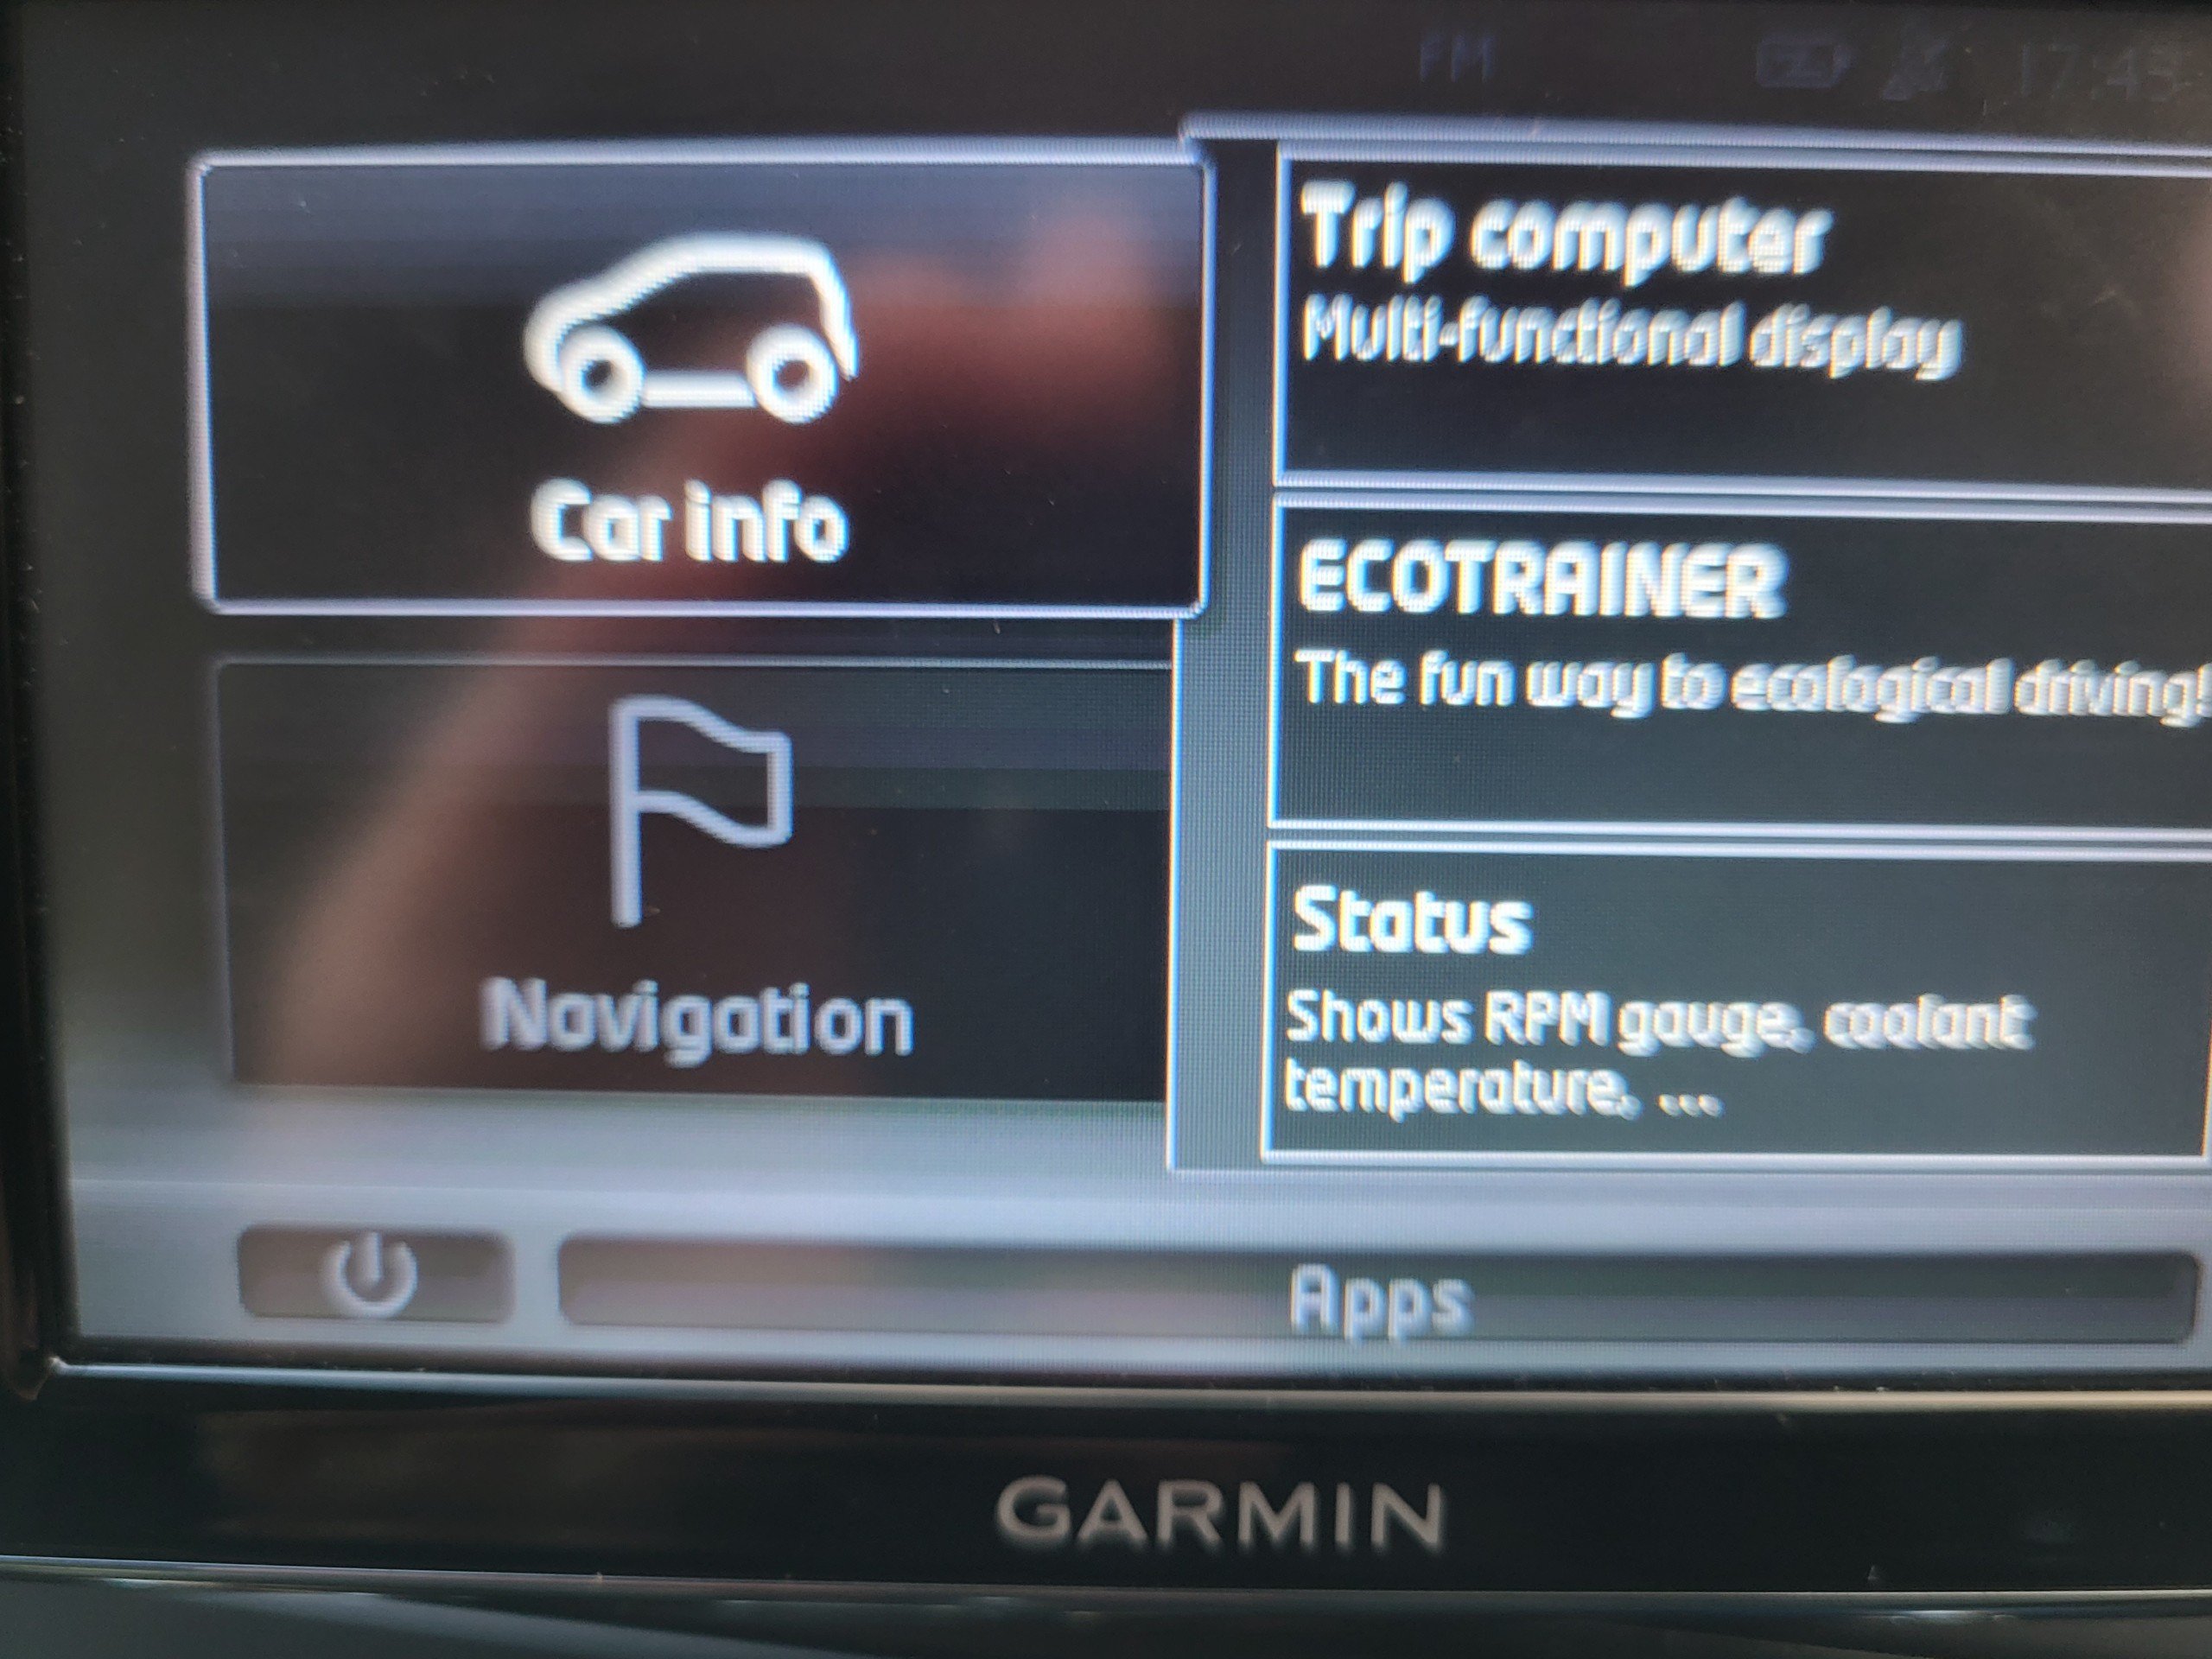 FM
Car info
Navigation
Trip computer
Multi-functional display
ECOTRAINER
The fun way to ecological driving!
Status
Shows RPM gauge, coolant
temperature, ...
Apps
GARMIN